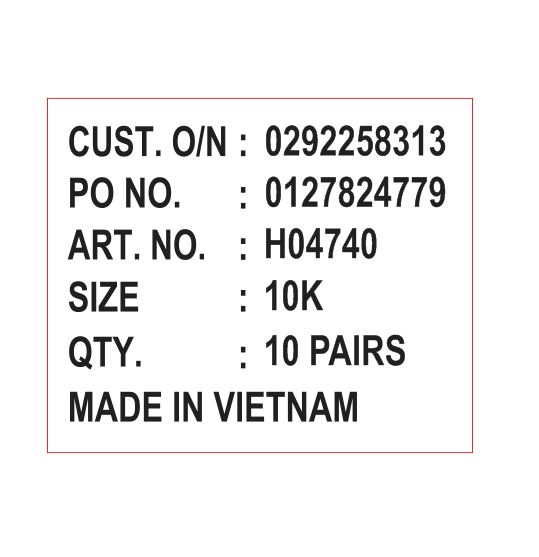 CUST. O/N : 0292258313
PO NO. : 0127824779
ART. NO. : H04740
SIZE : 10K
QTY. : 10 PAIRS
MADE IN VIETNAM